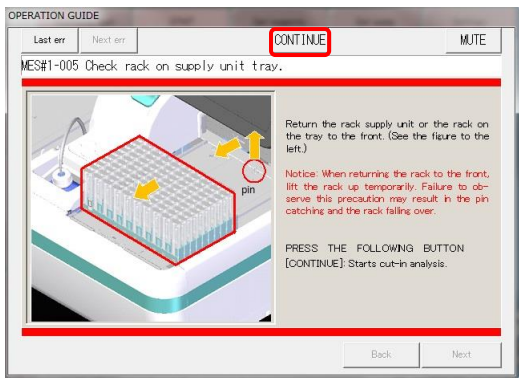 OPERATION GUIDE
Last err
Next err
CONTINUE
MUTE
MES#1-005 Check rack on supply unit tray.
pin
Return the rack supply unit or the rack on
the tray to the front. (See the figure to the
left.)
Notice: When returning the rack to the front,
lift the rack up temporarily. Failure to ob-
serve this precaution may result in the pin
catching and the rack falling over.
PRESS THE FOLLOWING BUTTON
[CONTINUE]: Starts cut-in analysis.
Back
Next